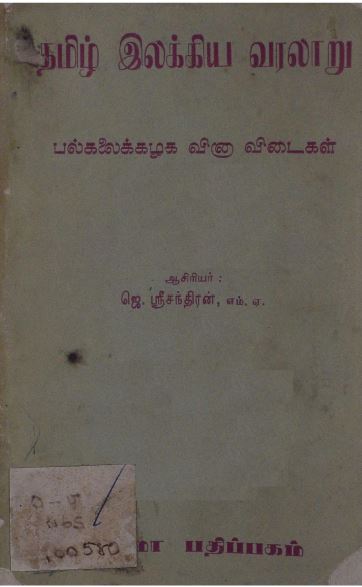 தமிழ் இலக்கிய வரலாறு
பல்கலைக்கழக வினா விடைகள்
ஆசிரியர் :
ஜெ. ஸ்ரீசந்திரன், எம். ஏ.
பதிப்பகம்